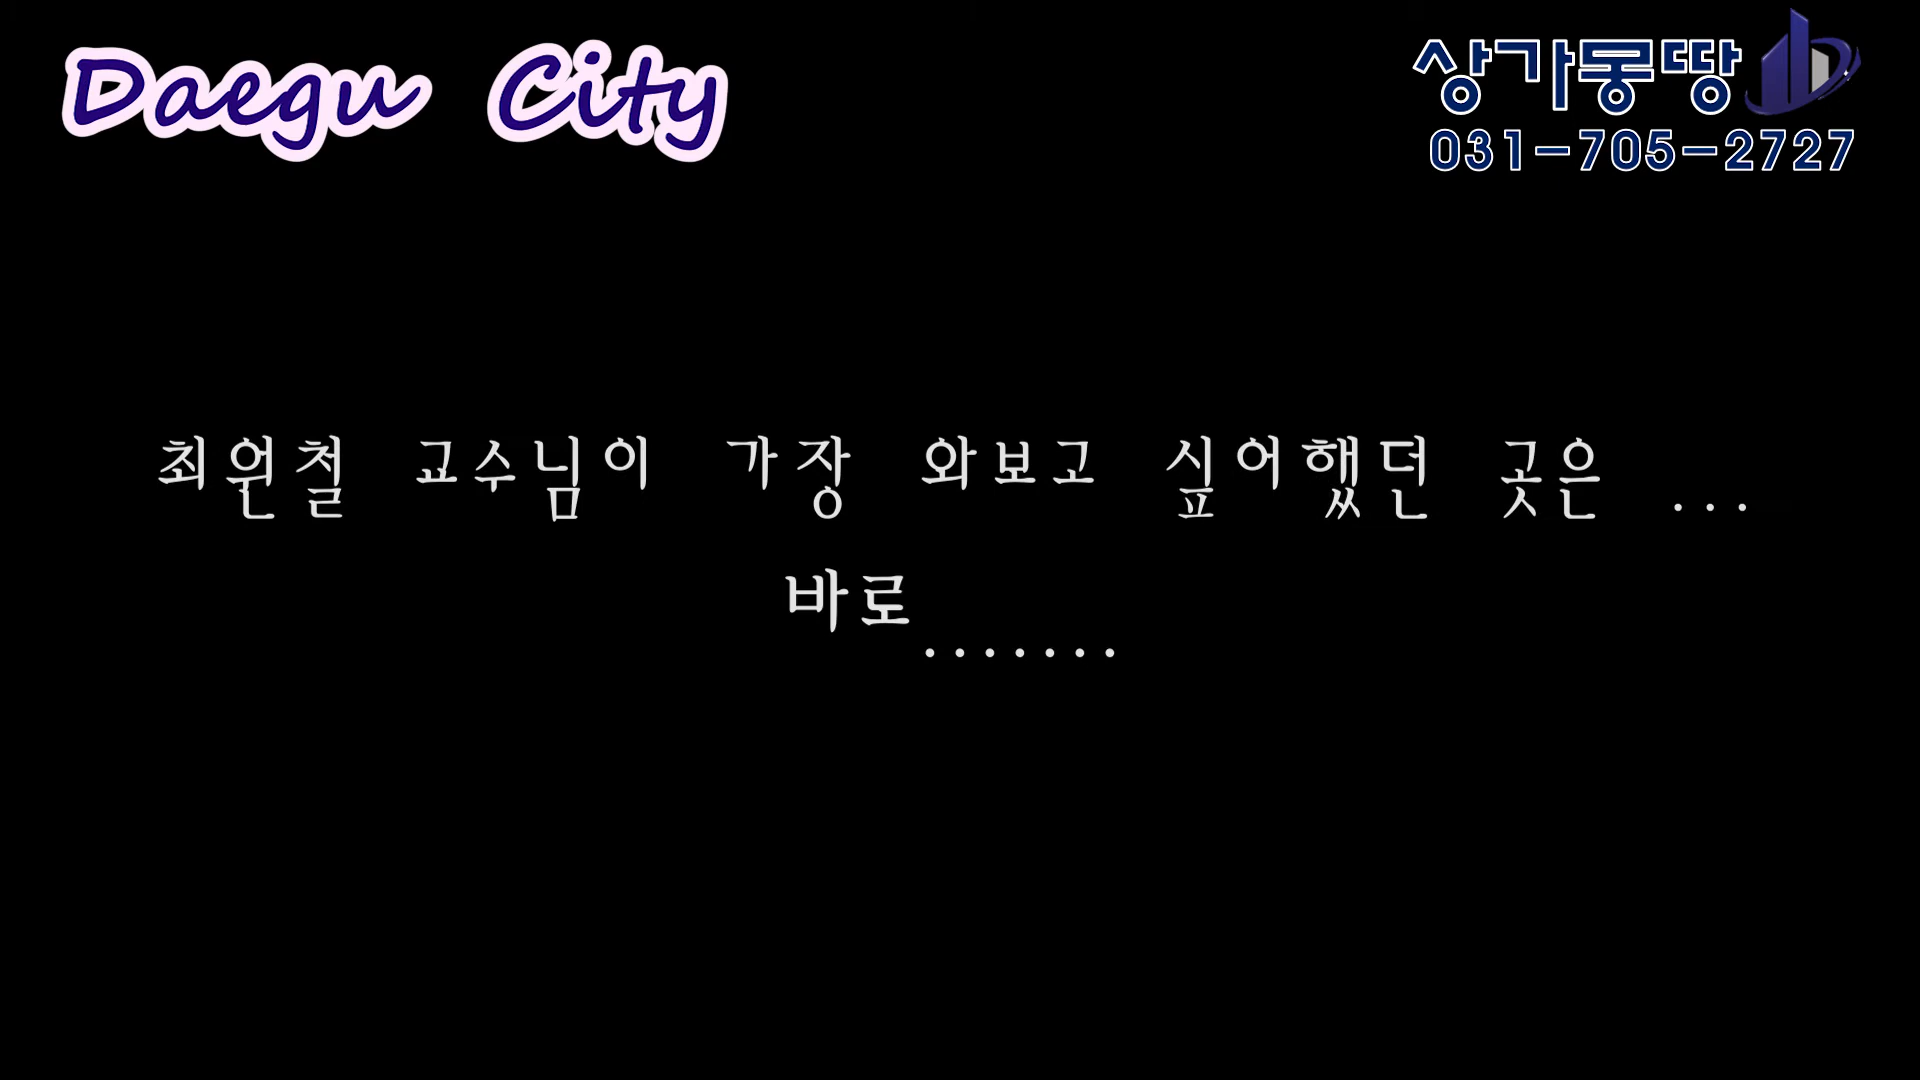 Daegu City
상가몽땅
031-705-2727
최원철 교수님이 가장 와보고 싶어했던 곳은 ...
바로.......